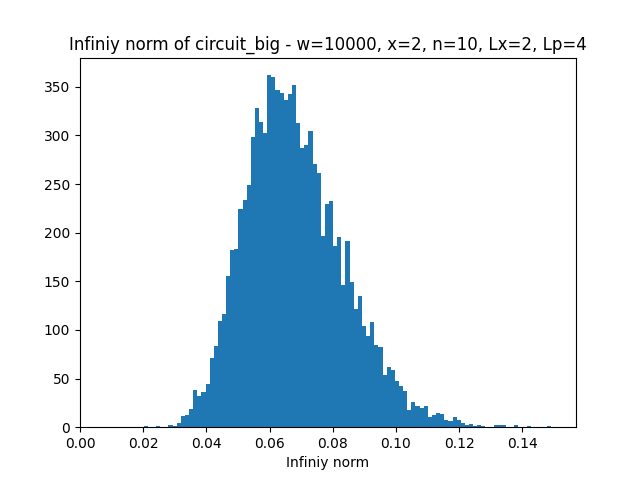 Infiniy norm of circuit_big - w=10000, x=2, n=10, Lx=2, Lp=4
350
300
250
200
150
100
50
0
0.00 0.02 0.04 0.06 0.08 0.10 0.12 0.14
Infiniy norm